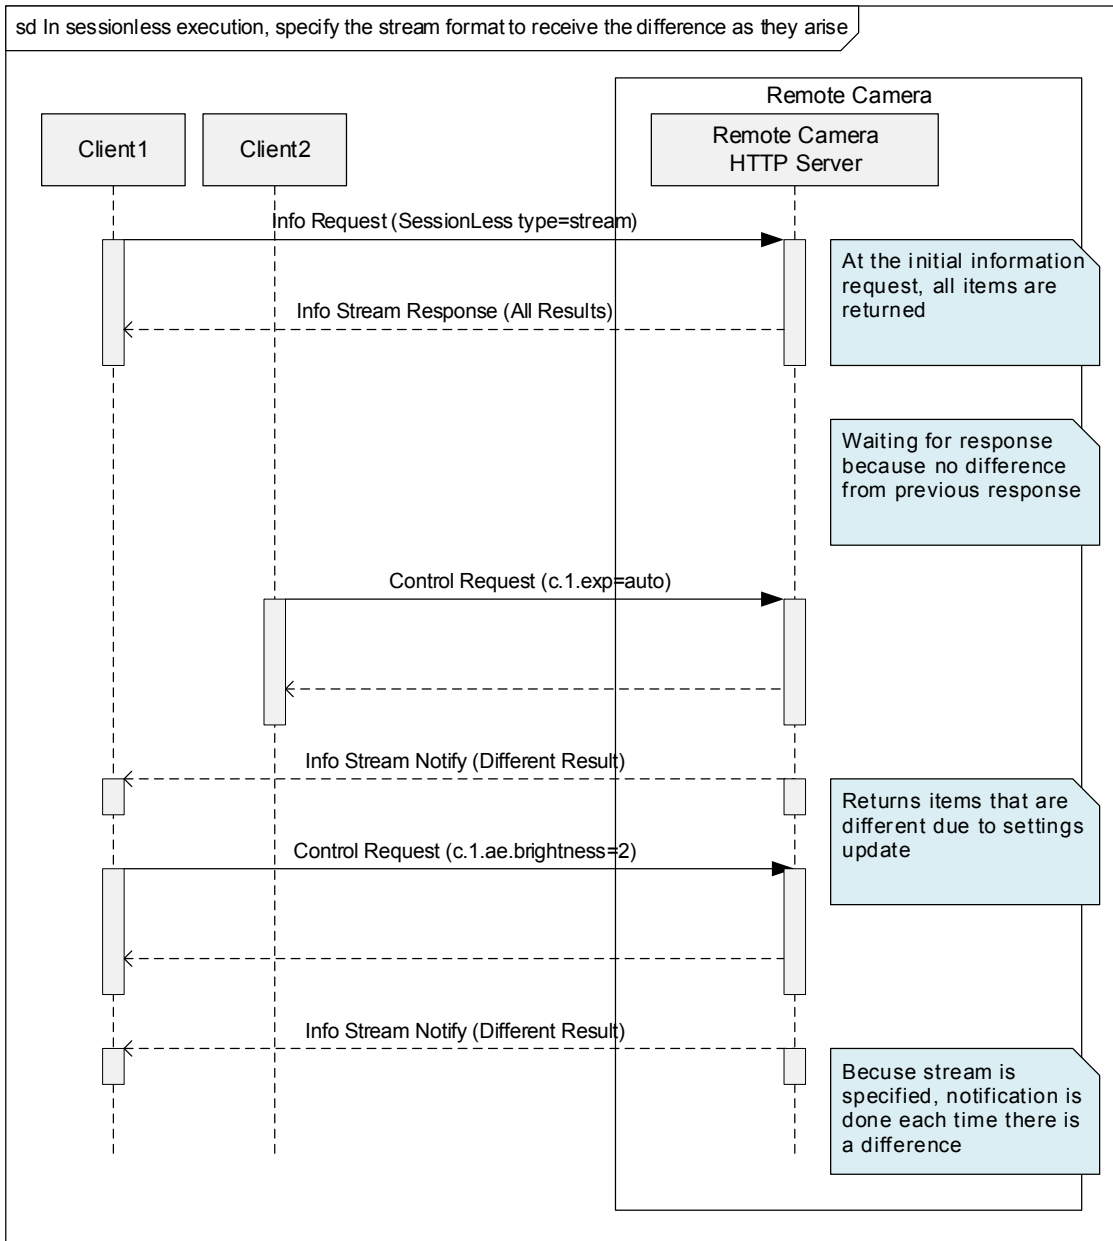 sd In sessionless execution, specify the stream format to receive the difference as they arise
Remote Camera
Client1
Client2
Remote Camera
HTTP Server
Info Request (SessionLess type=stream)
At the initial information
request, all items are
returned
Info Stream Response (All Results)
Waiting for response
because no difference
from previous response
Control Request (c.1.exp=auto)
Info Stream Notify (Different Result)
Returns items that are
different due to settings
update
Control Request (c.1.ae.brightness=2)
Info Stream Notify (Different Result)
Becuse stream is
specified, notification is
done each time there is
a difference